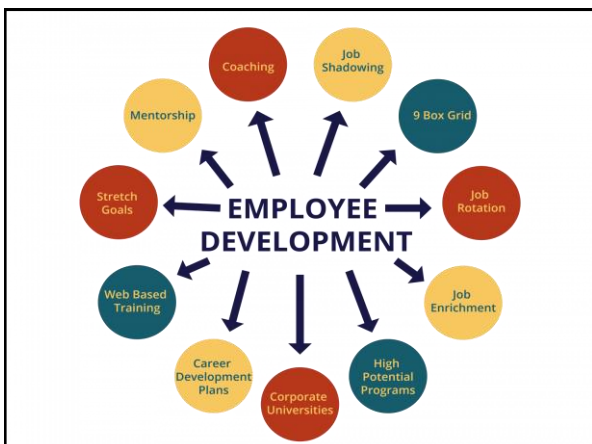 Coaching
Job
Shadowing
Mentorship
9 Box Grid
Stretch
Goals
EMPLOYEE
DEVELOPMENT
Job
Rotation
Web Based
Training
Job
Enrichment
Career
Development
Plans
Corporate
Universities
High
Potential
Programs